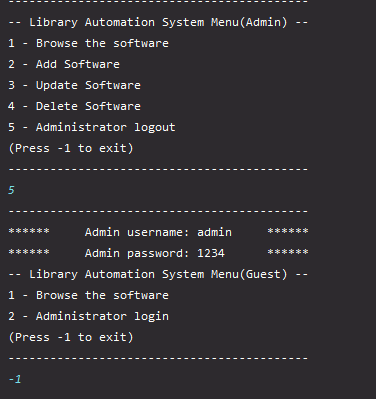 -------------------------------------------
-- Library Automation System Menu(Admin) --
1 - Browse the software
2 - Add Software
3 - Update Software
4 - Delete Software
5 - Administrator logout
(Press -1 to exit)
-------------------------------------------
5
-------------------------------------------
******     Admin username: admin     ******
******     Admin password: 1234      ******
-- Library Automation System Menu(Guest) --
1 - Browse the software
2 - Administrator login
(Press -1 to exit)
-------------------------------------------
-1